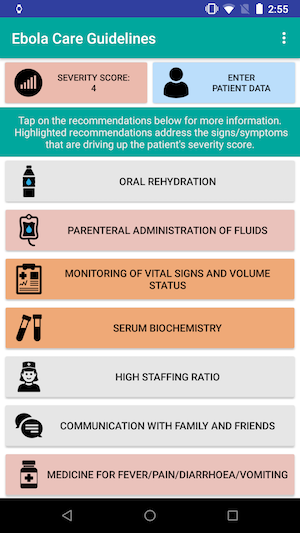 2:55
Ebola Care Guidelines
SEVERITY SCORE:
4
ENTER
PATIENT DATA
Tap on the recommendations below for more information.
Highlighted recommendations address the signs/symptoms
that are driving up the patient's severity score.
ORAL REHYDRATION
PARENTERAL ADMINISTRATION OF FLUIDS
MONITORING OF VITAL SIGNS AND VOLUME
STATUS
SERUM BIOCHEMISTRY
HIGH STAFFING RATIO
COMMUNICATION WITH FAMILY AND FRIENDS
MEDICINE FOR FEVER/PAIN/DIARRHOEA/VOMITING